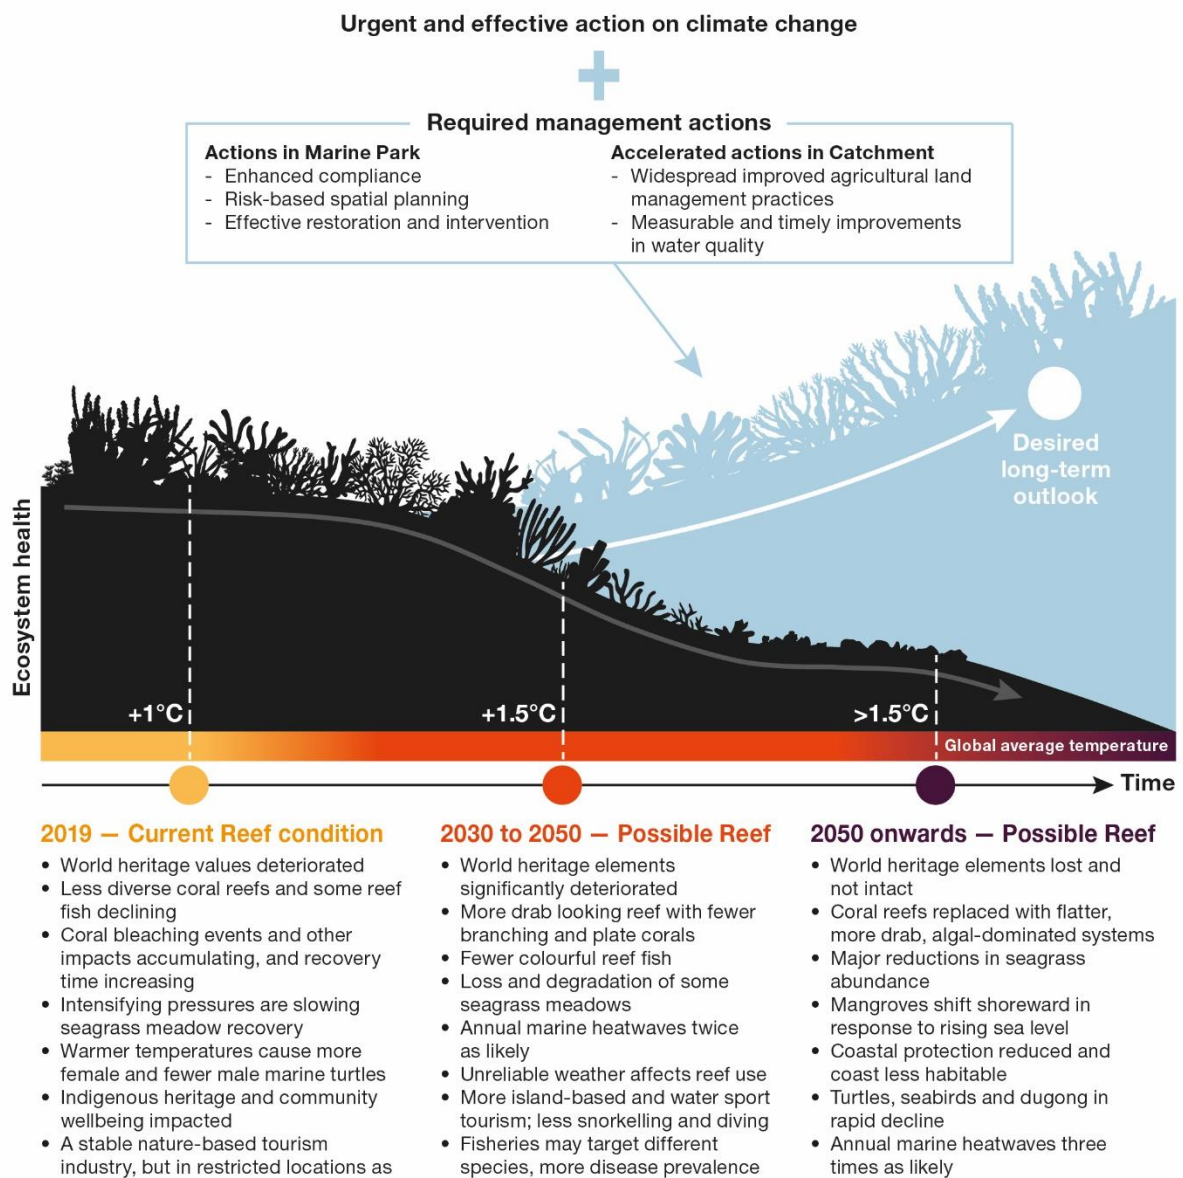 Urgent and effective action on climate change
+
Required management actions
Actions in Marine Park
- Enhanced compliance
- Risk-based spatial planning
- Effective restoration and intervention
Accelerated actions in Catchment
- Widespread improved agricultural land
management practices
- Measurable and timely improvements
in water quality
Desired
long-term
outlook
Ecosystem health
+1°C
+1.5°C
>1.5°C
Global average temperature
Time
2019 — Current Reef condition
• World heritage values deteriorated
• Less diverse coral reefs and some reef
fish declining
• Coral bleaching events and other
impacts accumulating, and recovery
time increasing
• Intensifying pressures are slowing
seagrass meadow recovery
• Warmer temperatures cause more
female and fewer male marine turtles
• Indigenous heritage and community
wellbeing impacted
• A stable nature-based tourism
industry, but in restricted locations as
2030 to 2050 — Possible Reef
• World heritage elements
significantly deteriorated
• More drab looking reef with fewer
branching and plate corals
• Fewer colourful reef fish
• Loss and degradation of some
seagrass meadows
• Annual marine heatwaves twice
as likely
• Unreliable weather affects reef use
• More island-based and water sport
tourism; less snorkelling and diving
• Fisheries may target different
species, more disease prevalence
2050 onwards — Possible Reef
• World heritage elements lost and
not intact
• Coral reefs replaced with flatter,
more drab, algal-dominated systems
• Major reductions in seagrass
abundance
• Mangroves shift shoreward in
response to rising sea level
• Coastal protection reduced and
coast less habitable
• Turtles, seabirds and dugong in
rapid decline
• Annual marine heatwaves three
times as likely